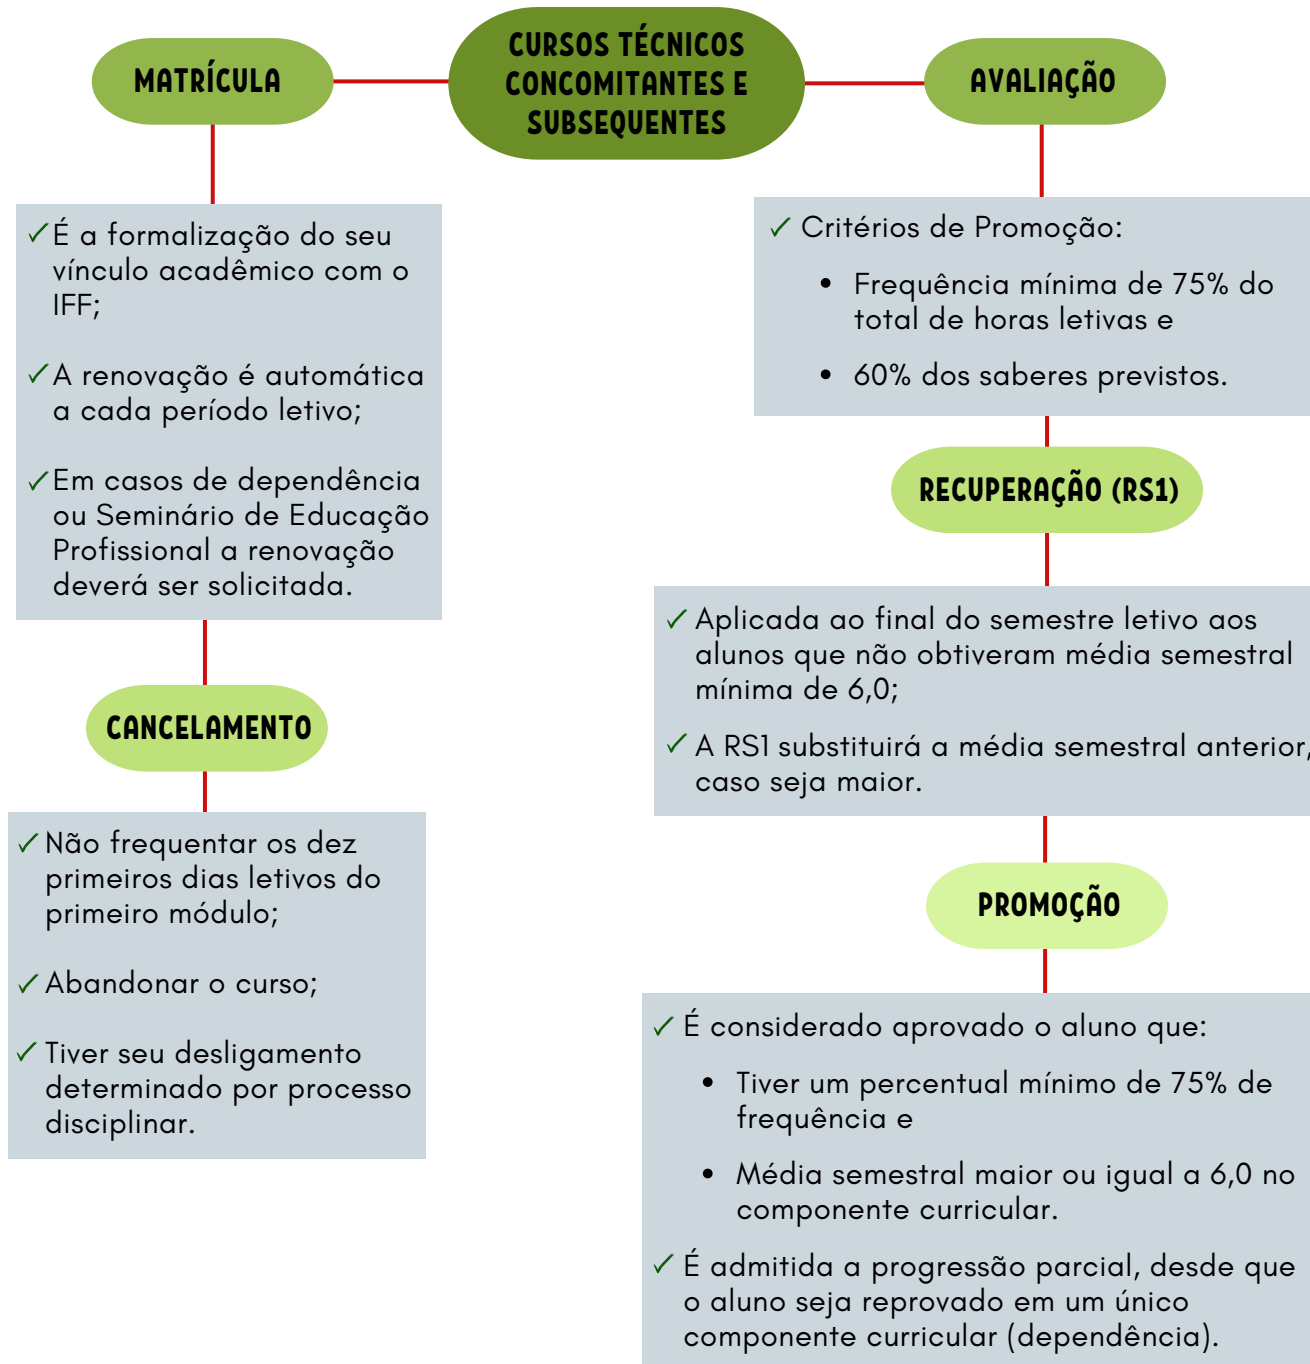 CURSOS TÉCNICOS
CONCOMITANTES E
SUBSEQUENTES
MATRÍCULA
É a formalização do seu
vínculo acadêmico com o
IFF;
A renovação é automática
a cada período letivo;
Em casos de dependência
ou Seminário de Educação
Profissional a renovação
deverá ser solicitada.
CANCELAMENTO
Não frequentar os dez
primeiros dias letivos do
primeiro módulo;
Abandonar o curso;
Tiver seu desligamento
determinado por processo
disciplinar.
AVALIAÇÃO
Critérios de Promoção:
Frequência mínima de 75% do
total de horas letivas e
60% dos saberes previstos.
RECUPERAÇÃO (RS1)
Aplicada ao final do semestre letivo aos
alunos que não obtiveram média semestral
mínima de 6,0;
A RS1 substituirá a média semestral anterior,
caso seja maior.
PROMOÇÃO
É considerado aprovado o aluno que:
Tiver um percentual mínimo de 75% de
frequência e
Média semestral maior ou igual a 6,0 no
componente curricular.
É admitida a progressão parcial, desde que
o aluno seja reprovado em um único
componente curricular (dependência).